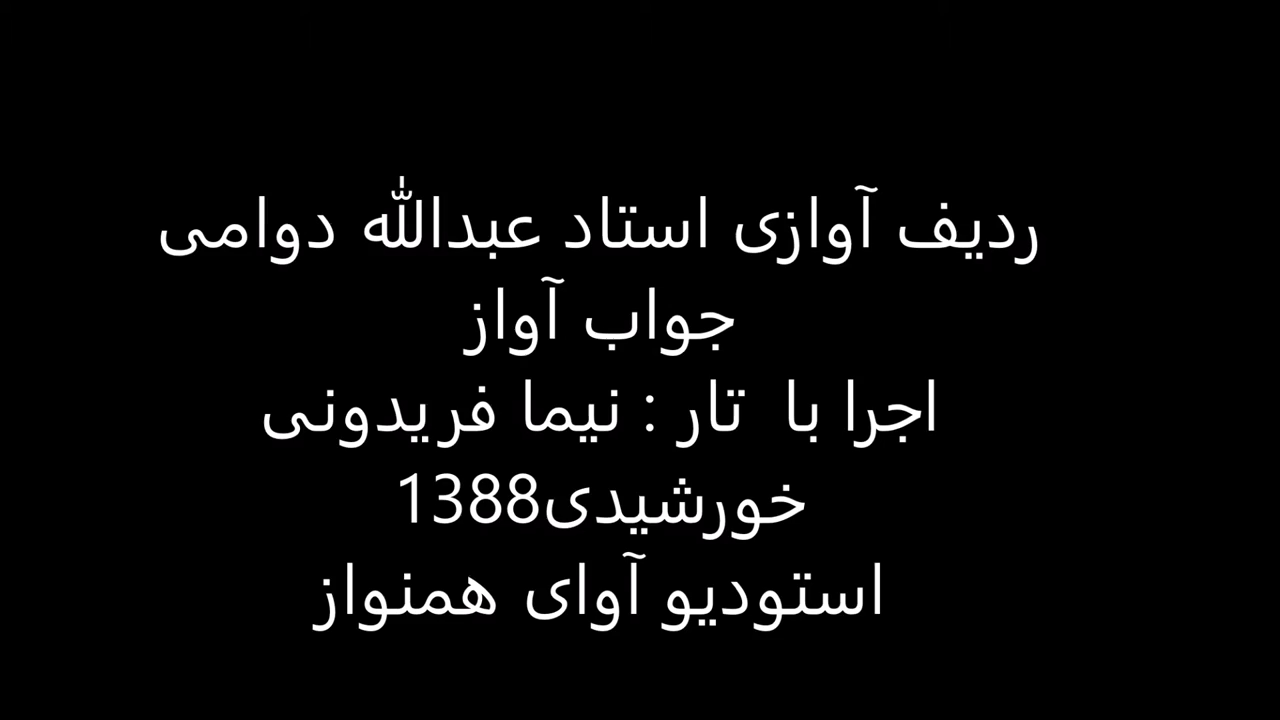 ردیف آوازی استاد عبدالله دوامی
جواب آواز
اجرا با  تار : نیما فریدونی
خورشیدی1388
استودیو آوای همنواز